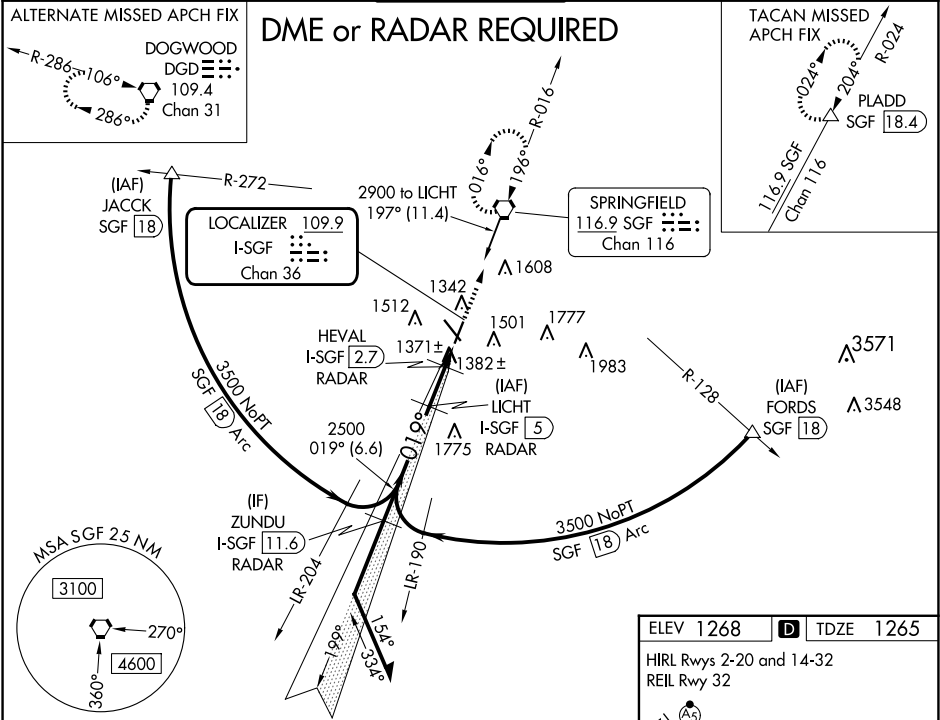 ALTERNATE MISSED APCH FIX
DOGWOOD
DGD
109.4
Chan 31
R-286
106°
286°
DME or RADAR REQUIRED
TACAN MISSED
APCH FIX
R-024
024°
204°
PLADD
SGF 18.4
116.9 SGF
Chan 116
(IAF)
JACCK
SGF 18
R-272
R-016
016°
196°
2900 to LICHT
197° (11.4)
LOCALIZER 109.9
I-SGF
Chan 36
SPRINGFIELD
116.9 SGF
Chan 116
1608
1342
1512
1501
1777
HEVAL
I-SGF 2.7
RADAR
1371±
1382±
1983
3571
3548
(IAF)
LICHT
I-SGF 5
RADAR
1775
R-128
(IAF)
FORDS
SGF 18
3500 NoPT
SGF 18 Arc
2500
019° (6.6)
019°
(IF)
ZUNDU
I-SGF 11.6
RADAR
LR-204
LR-190
3500 NoPT
SGF 18 Arc
199°
154°
334°
MSA SGF 25 NM
3100
270°
4600
360°
ELEV 1268
D
TDZE 1265
HIRL Rwys 2-20 and 14-32
REIL Rwy 32
A5